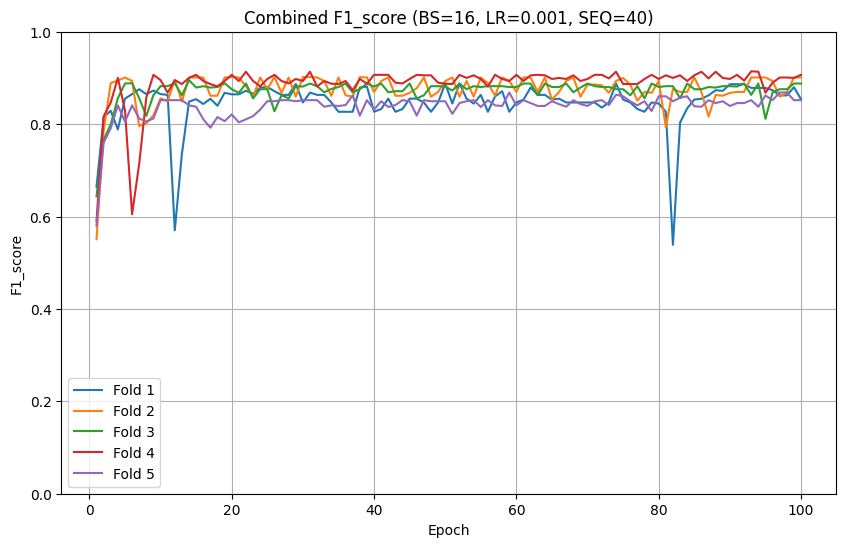 Combined F1_score (BS=16, LR=0.001, SEQ=40)
1.0
0.8
0.6
0.4
0.2
0.0
F1_score
Fold 1
Fold 2
Fold 3
Fold 4
Fold 5
0 20 40 60 80 100
Epoch